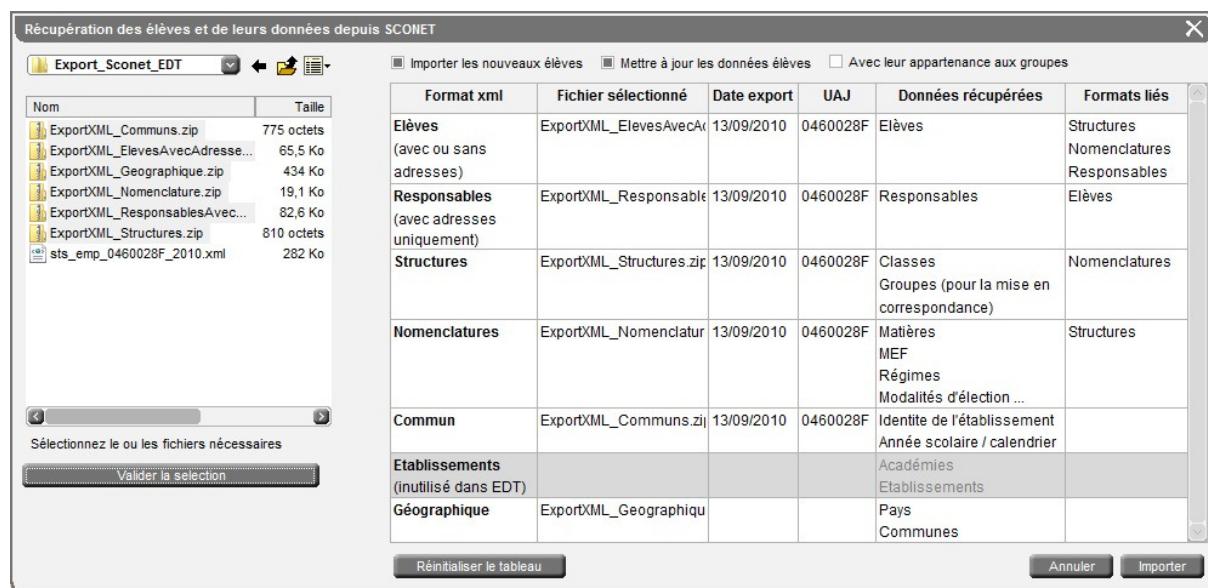 Récupération des élèves et de leurs données depuis SCONET
Export_Sconet_EDT
Importer les nouveaux élèves
Mettre à jour les données élèves
Avec leur appartenance aux groupes
Nom Taille
ExportXML_Communs.zip 775 octets
ExportXML_ElevesAvecAdresse... 65,5 Ko
ExportXML_Geographique.zip 434 Ko
ExportXML_Nomenclature.zip 19,1 Ko
ExportXML_ResponsablesAvec... 82,6 Ko
ExportXML_Structures.zip 810 octets
sts_emp_0460028F_2010.xml 282 Ko
Sélectionnez le ou les fichiers nécessaires
Valider la selection
Format xml Fichier sélectionné Date export UAJ Données récupérées Formats liés
Elèves ExportXML_ElevesAvecA 13/09/2010 0460028F Elèves Structures
(avec ou sans Nomenclatures
adresses) Responsables
Responsables ExportXML_Responsable 13/09/2010 0460028F Responsables Elèves
(avec adresses
uniquement)
Structures ExportXML_Structures.zip 13/09/2010 0460028F Classes Nomenclatures
Groupes (pour la mise en
correspondance)
Nomenclatures ExportXML_Nomenclatur 13/09/2010 0460028F Matières Structures
MEF
Régimes
Modalités d'élection ...
Commun ExportXML_Communs.zip 13/09/2010 0460028F Identite de l'établissement
Année scolaire / calendrier
Etablissements Académies
(inutilisé dans EDT) Etablissements
Géographique ExportXML_Geographiqu Pays
Communes
Réinitialiser le tableau
Annuler
Importer